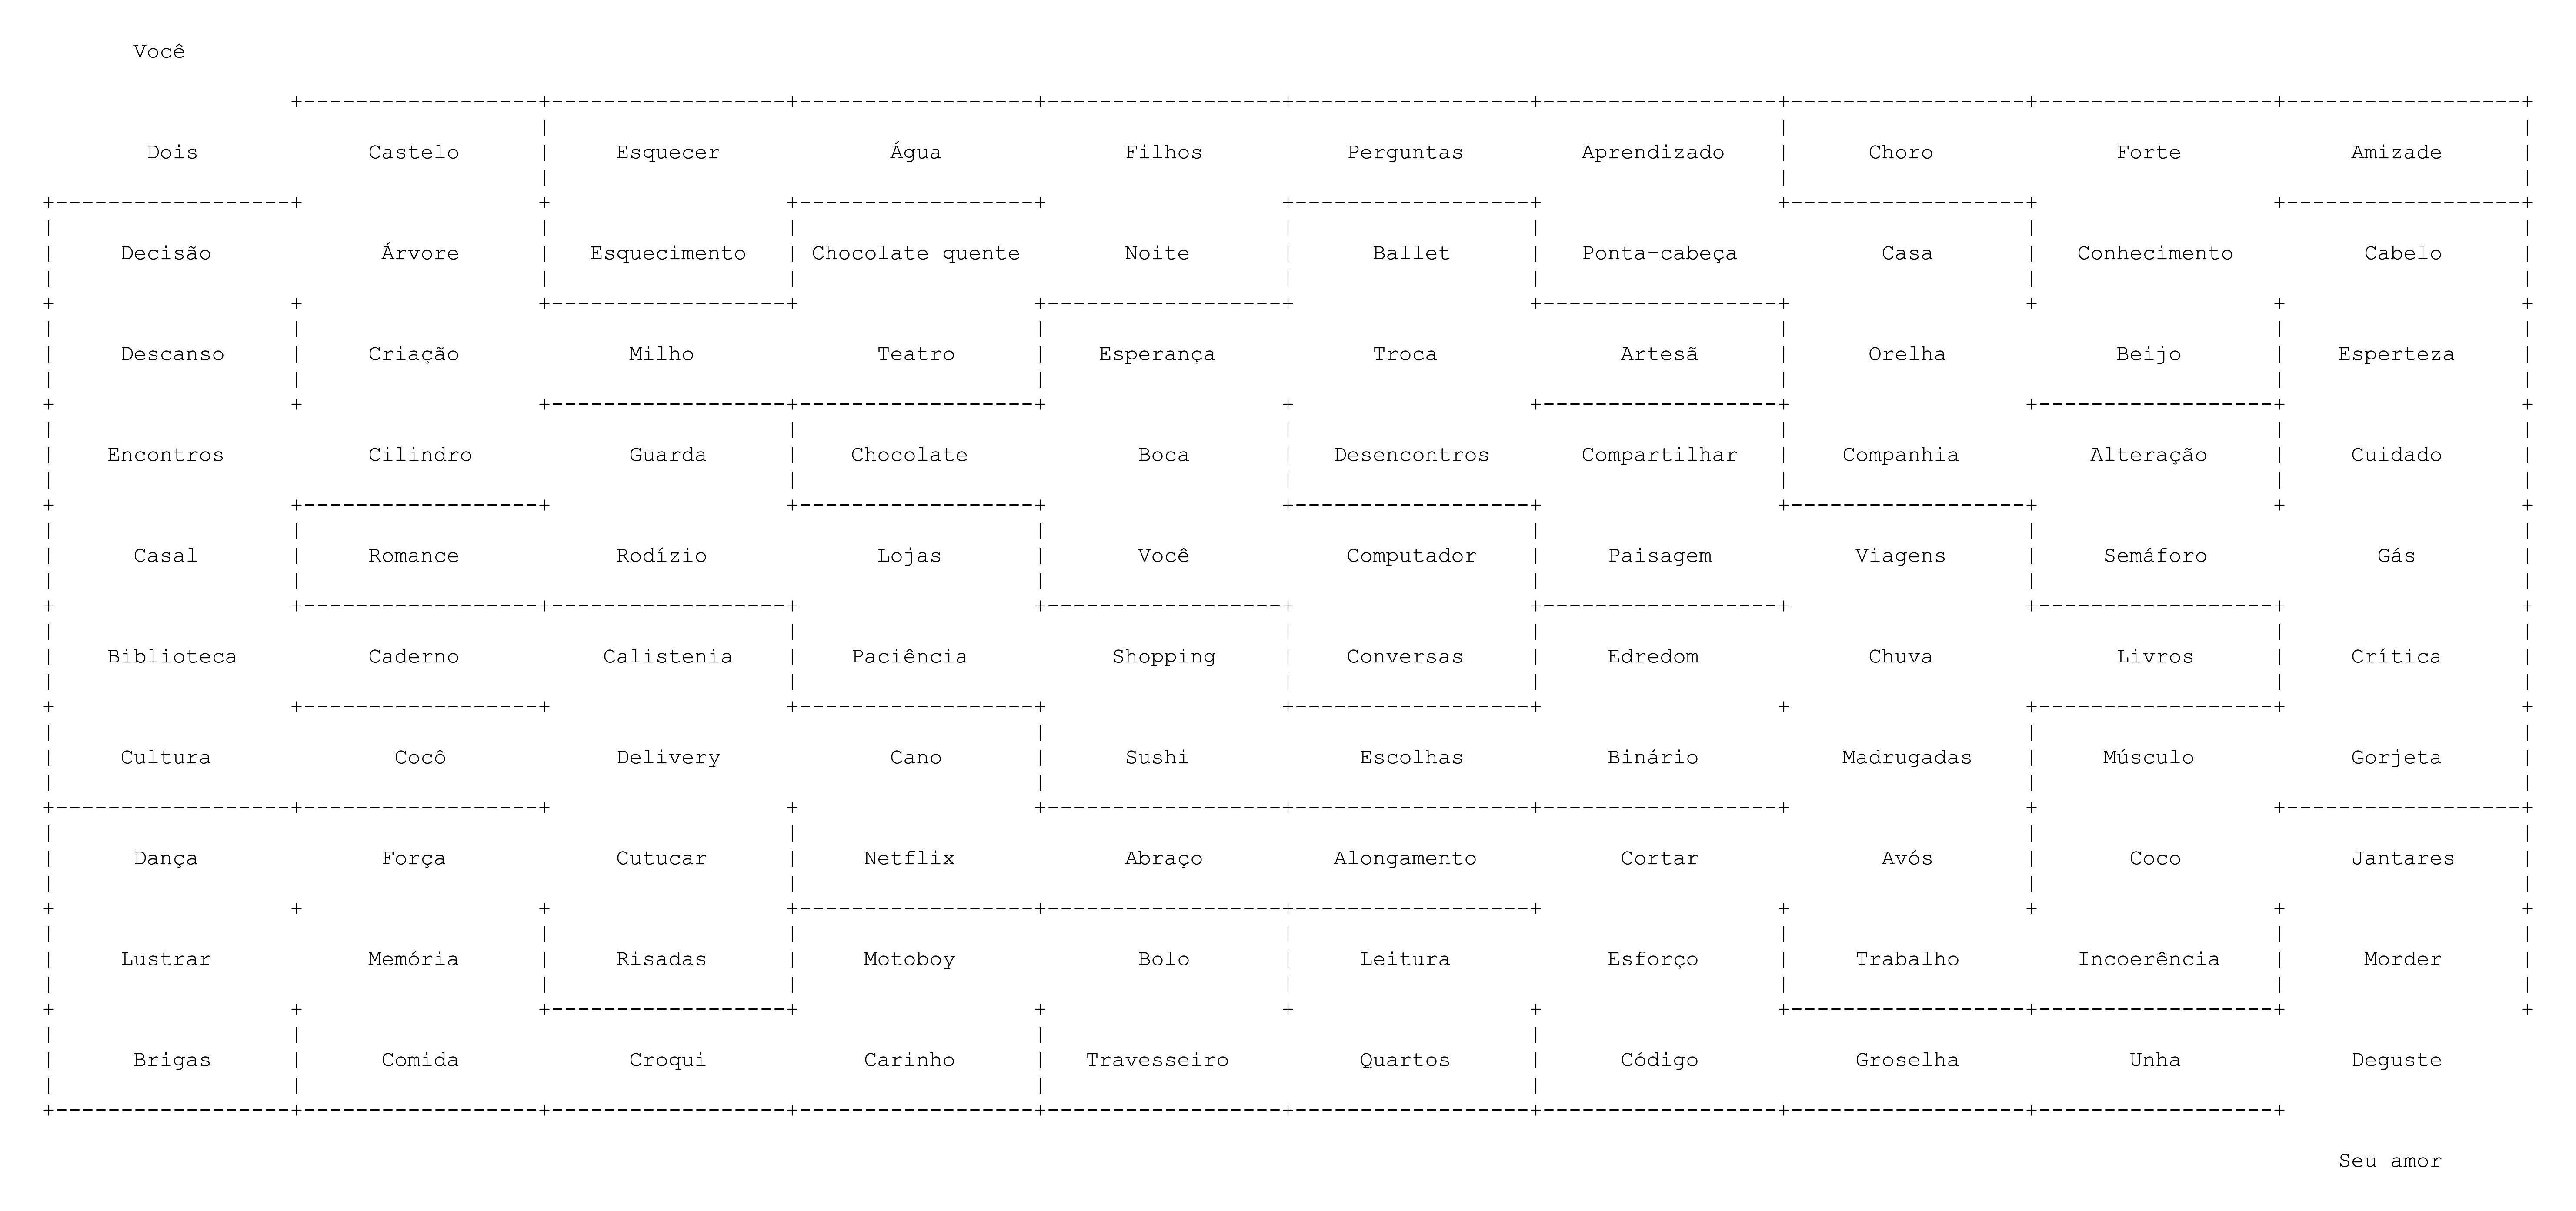 Você
Dois Castelo Esquecer Água Filhos Perguntas Aprendizado Choro Forte Amizade
Decisão Árvore Esquecimento Chocolate quente Noite Ballet Ponta-cabeça Casa Conhecimento Cabelo
Descanso Criação Milho Teatro Esperança Troca Artesã Orelha Beijo Esperteza
Encontros Cilindro Guarda Chocolate Boca Desencontros Compartilhar Companhia Alteração Cuidado
Casal Romance Rodízio Lojas Você Computador Paisagem Viagens Semáforo Gás
Biblioteca Caderno Calistenia Paciência Shopping Conversas Edredom Chuva Livros Crítica
Cultura Cocô Delivery Cano Sushi Escolhas Binário Madrugadas Músculo Gorjeta
Dança Força Cutucar Netflix Abraço Alongamento Cortar Avós Coco Jantares
Lustrar Memória Risadas Motoboy Bolo Leitura Esforço Trabalho Incoerência Morder
Brigas Comida Croqui Carinho Travesseiro Quartos Código Groselha Unha Deguste
Seu amor